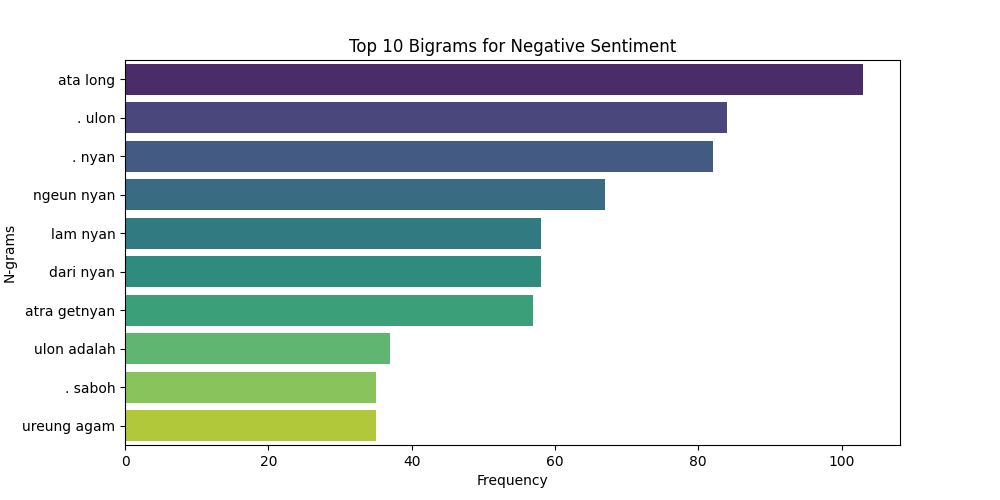 Top 10 Bigrams for Negative Sentiment
N-grams
ata long
. ulon
. nyan
ngeun nyan
lam nyan
dari nyan
atra getnyan
ulon adalah
. saboh
ureung agam
0 20 40 60 80 100
Frequency